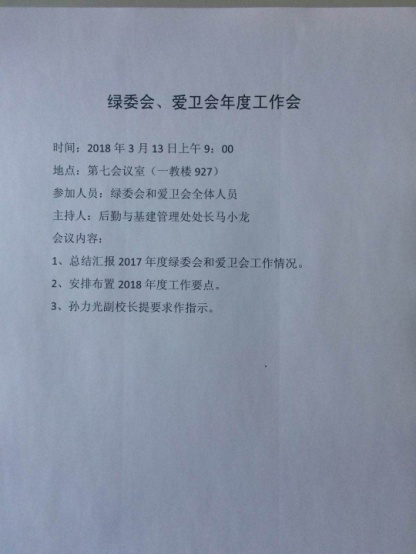 绿委会、爱卫会年度工作会
时间：2018 年 3 月 13 日上午 9：00
地点：第七会议室（一教楼 927）
参加人员：绿委会和爱卫会全体人员
主持人：后勤与基建管理处处长马小龙
会议内容：
1、总结汇报 2017 年度绿委会和爱卫会工作情况。
2、安排布置 2018 年度工作要点。
3、孙力光副校长提要求作指示。